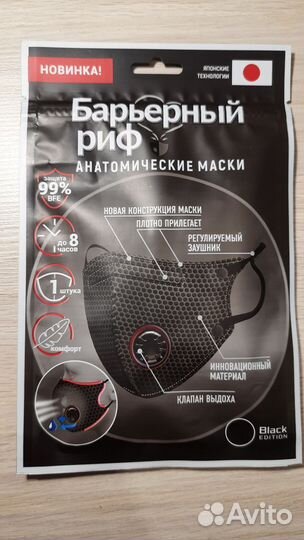 НОВИНКА!
ЯПОНСКИЕ
ТЕХНОЛОГИИ
Барьерный
риф
АНАТОМИЧЕСКИЕ МАСКИ
защита
99%
BFE
НОВАЯ КОНСТРУКЦИЯ МАСКИ
ПЛОТНО ПРИЛЕГАЕТ
РЕГУЛИРУЕМЫЙ
ЗАУШНИК
до 8
часов
1
штука
комфорт
ИННОВАЦИОННЫЙ
МАТЕРИАЛ
КЛАПАН ВЫДОХА
Black
EDITION
Avito